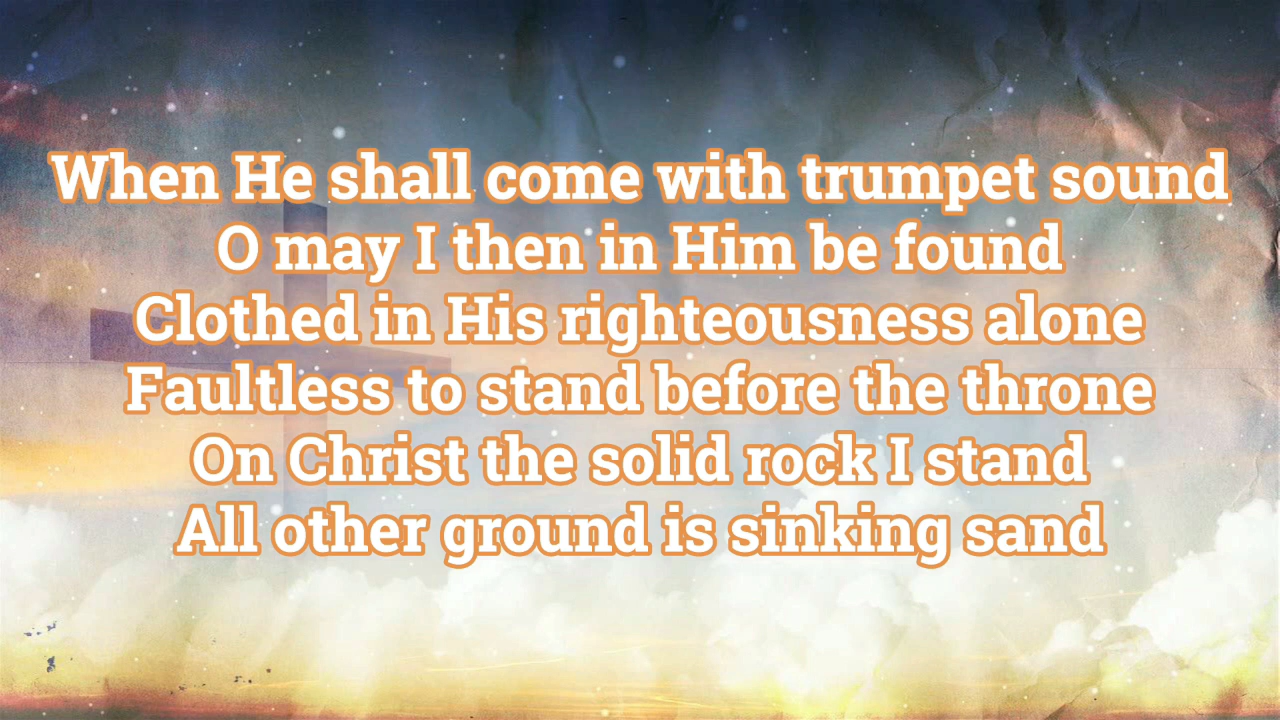 When He shall come with trumpet sound
O may I then in Him be found
Clothed in His righteousness alone
Faultless to stand before the throne
On Christ the solid rock I stand
All other ground is sinking sand